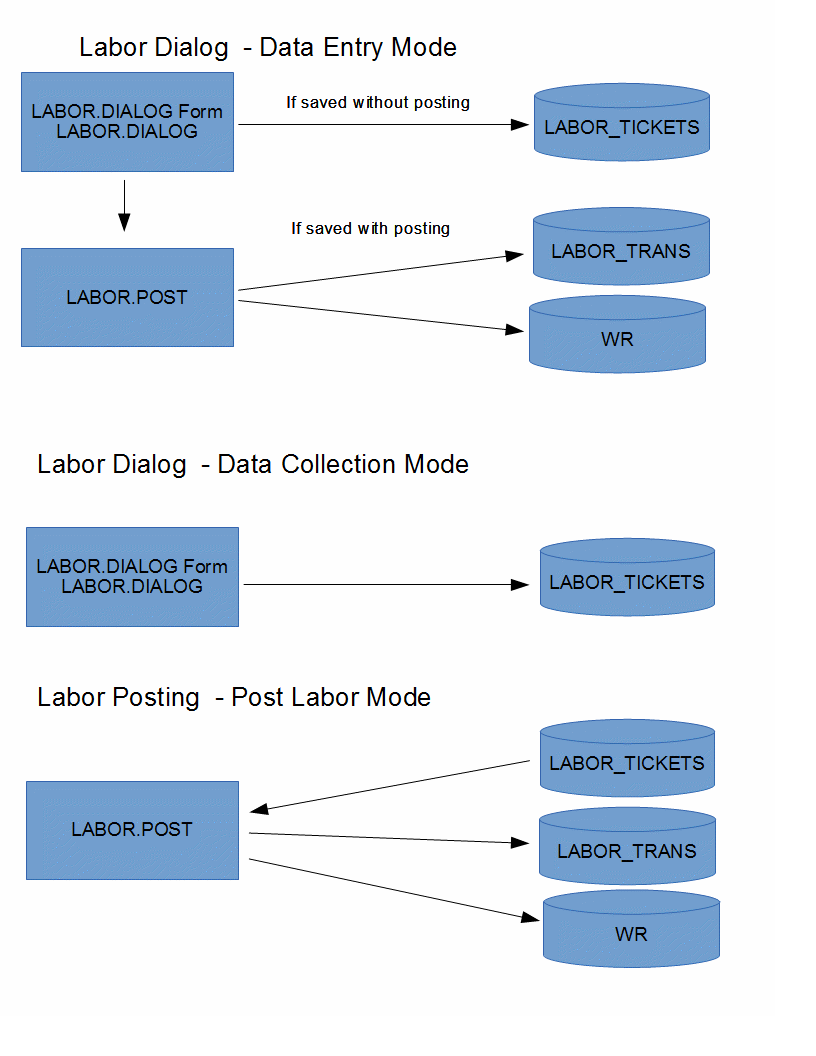 Labor Dialog - Data Entry Mode
LABOR.DIALOG Form
LABOR.DIALOG
If saved without posting
LABOR_TICKETS
If saved with posting
LABOR.POST
LABOR_TRANS
WR
Labor Dialog - Data Collection Mode
LABOR.DIALOG Form
LABOR.DIALOG
LABOR_TICKETS
Labor Posting - Post Labor Mode
LABOR.POST
LABOR_TICKETS
LABOR_TRANS
WR